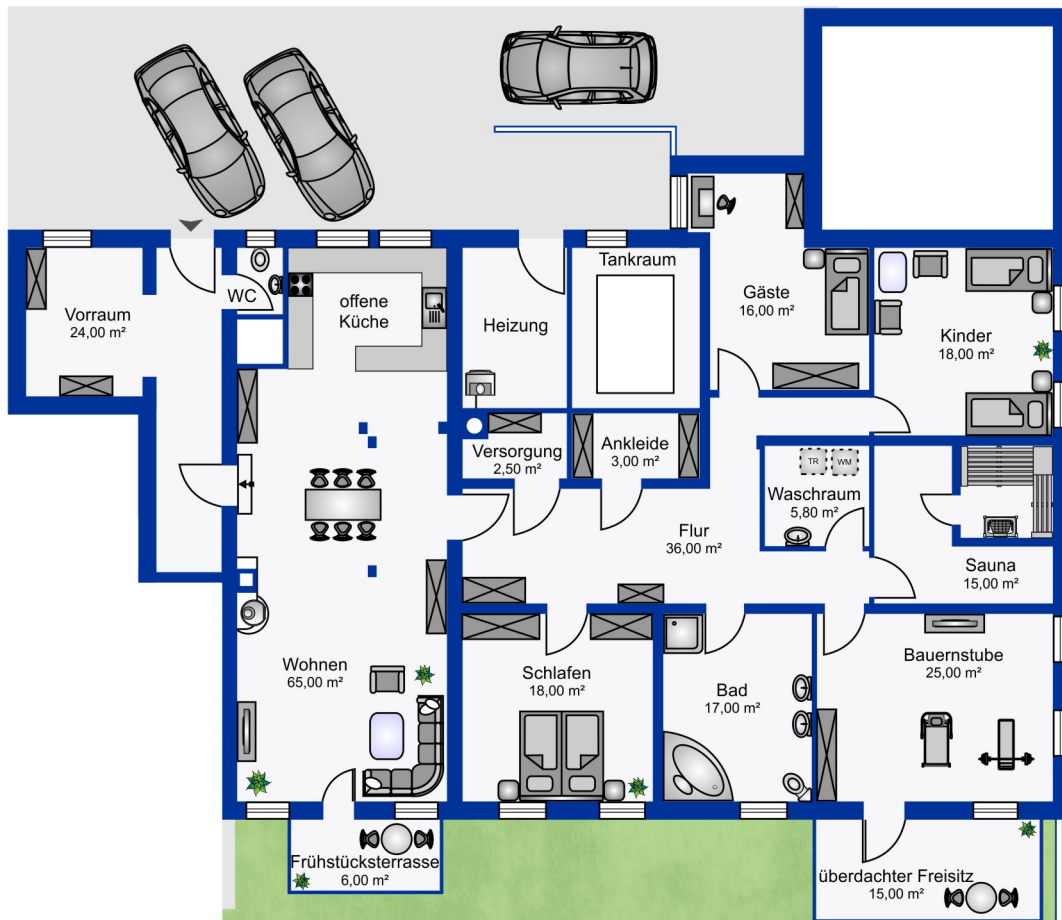 Vorraum
24,00 m²
WC
offene
Küche
Heizung
Tankraum
Gäste
16,00 m²
Kinder
18,00 m²
Versorgung
2,50 m²
Ankleide
3,00 m²
TR
WM
Waschraum
5,80 m²
Flur
36,00 m²
Sauna
15,00 m²
Wohnen
65,00 m²
Schlafen
18,00 m²
Bad
17,00 m²
Bauernstube
25,00 m²
Frühstücksterrasse
6,00 m²
überdachter Freisitz
15,00 m²